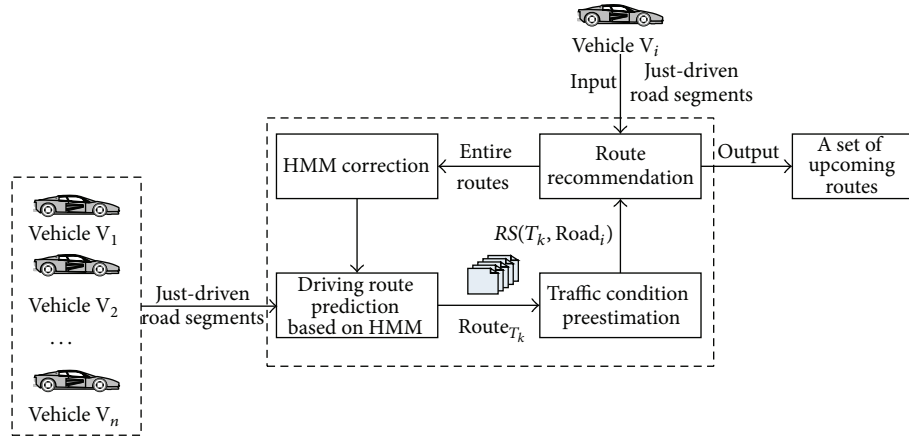 Vehicle V_i
Input
Just-driven
road segments
HMM correction
Entire
routes
Route
recommendation
Output
A set of
upcoming
routes
RS(T_k, Road_i)
Vehicle V_1
Vehicle V_2
...
Vehicle V_n
Just-driven
road segments
Driving route
prediction
based on HMM
Route_{T_k}
Traffic condition
preestimation